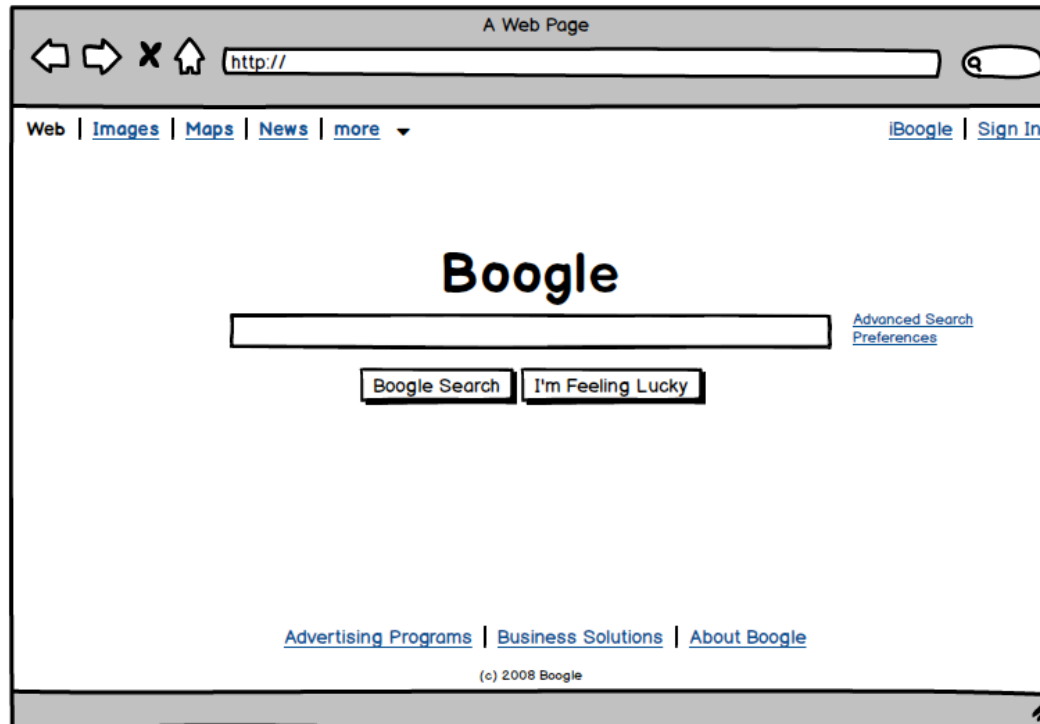 A Web Page
http://
Web | Images | Maps | News | more
iBoogle | Sign In
Boogle
Advanced Search
Preferences
Boogle Search
I'm Feeling Lucky
Advertising Programs | Business Solutions | About Boogle
(c) 2008 Boogle